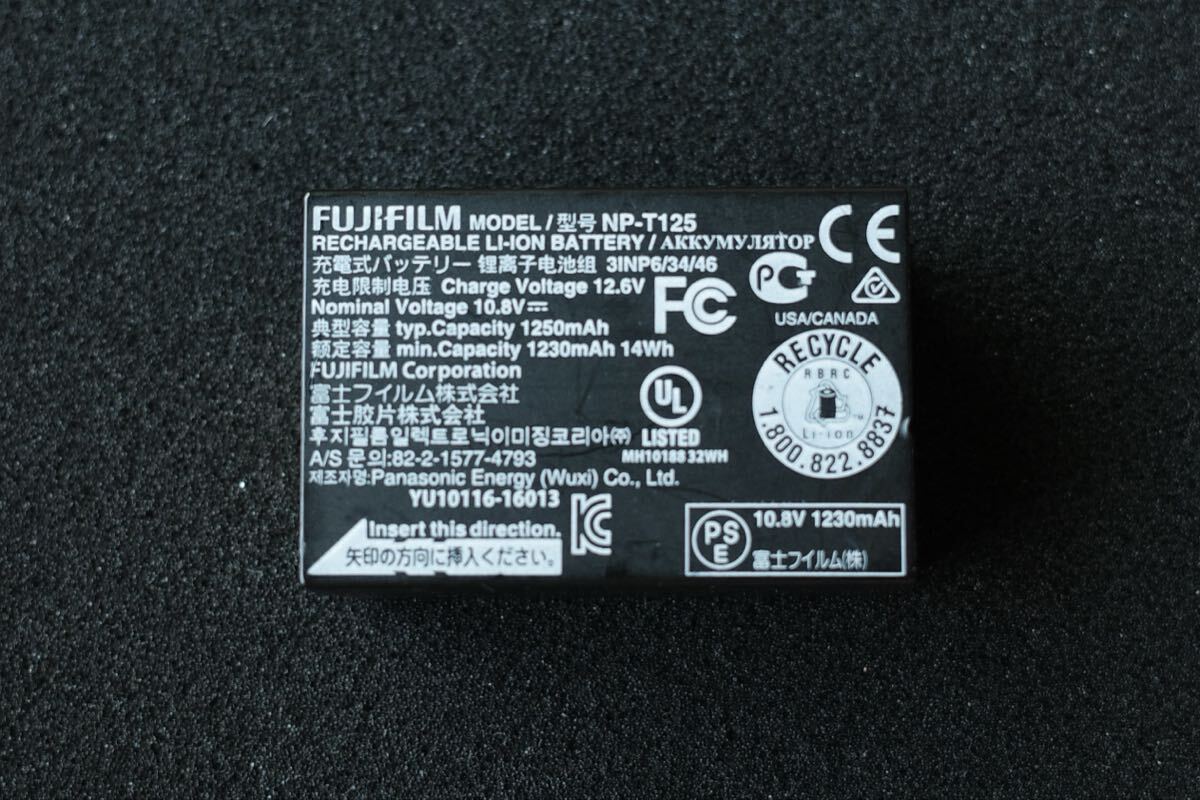 FUJIFILM MODEL/型号 NP-T125
RECHARGEABLE LI-ION BATTERY/АККУМУЛЯТОР
充電式バッテリー 锂离子电池组 3INP6/34/46
充电限制电压 Charge Voltage 12.6V
Nominal Voltage 10.8V⎓
典型容量 typ.Capacity 1250mAh
额定容量 min.Capacity 1230mAh 14Wh
FUJIFILM Corporation
富士フイルム株式会社
富士胶片株式会社
후지필름일렉트로닉이미징코리아㈜
A/S 문의:82-2-1577-4793
제조자명:Panasonic Energy (Wuxi) Co., Ltd.
YU10116-16013
Insert this direction.
矢印の方向に挿入ください。
CE
FC
PCT
USA/CANADA
RECYCLE
RBRC
Li-ion
1.800.822.8837
UL
LISTED
MH10188 32WH
KC
PSE
10.8V 1230mAh
富士フイルム(株)